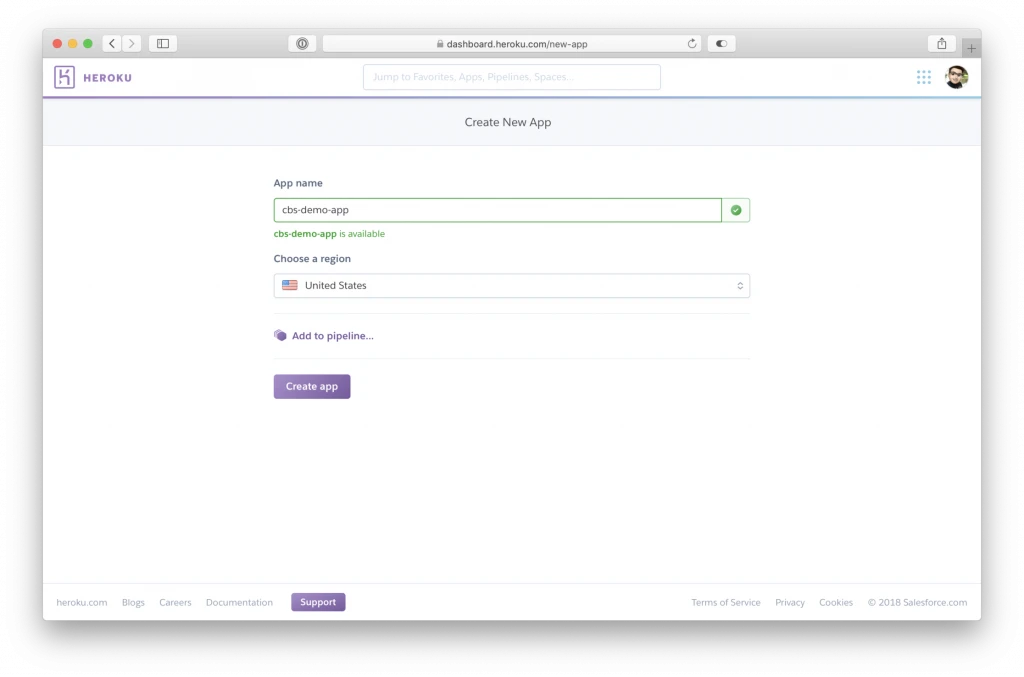 dashboard.heroku.com/new-app
HEROKU
Jump to Favorites, Apps, Pipelines, Spaces...
Create New App
App name
cbs-demo-app
cbs-demo-app is available
Choose a region
United States
Add to pipeline...
Create app
heroku.com Blogs Careers Documentation Support Terms of Service Privacy Cookies © 2018 Salesforce.com